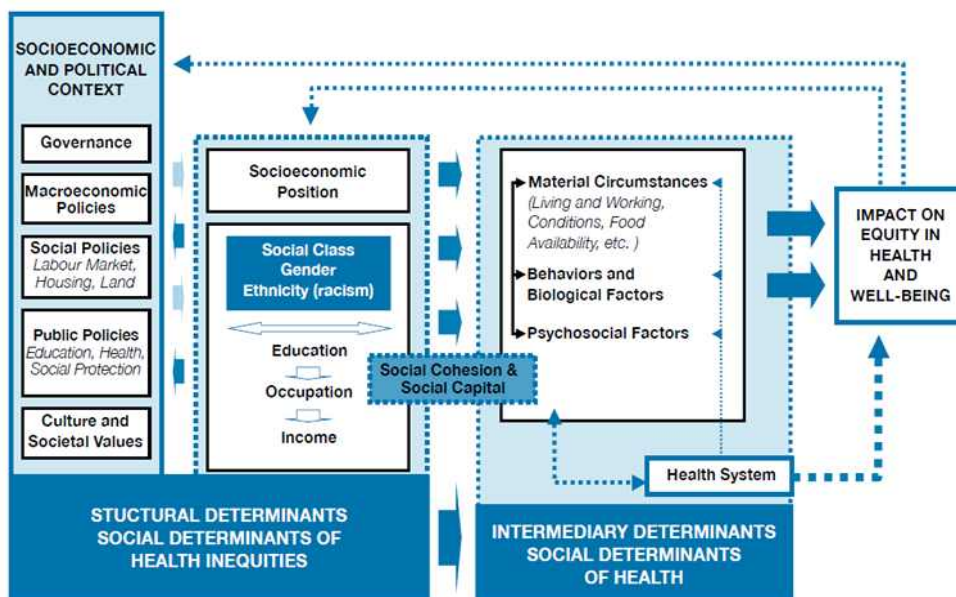 SOCIOECONOMIC
AND POLITICAL
CONTEXT
Governance
Macroeconomic
Policies
Social Policies
Labour Market,
Housing, Land
Public Policies
Education, Health,
Social Protection
Culture and
Societal Values
Socioeconomic
Position
Social Class
Gender
Ethnicity (racism)
Education
Occupation
Income
Social Cohesion &
Social Capital
Material Circumstances
(Living and Working,
Conditions, Food
Availability, etc. )
Behaviors and
Biological Factors
Psychosocial Factors
Health System
IMPACT ON
EQUITY IN
HEALTH
AND
WELL-BEING
STUCTURAL DETERMINANTS
SOCIAL DETERMINANTS OF
HEALTH INEQUITIES
INTERMEDIARY DETERMINANTS
SOCIAL DETERMINANTS
OF HEALTH